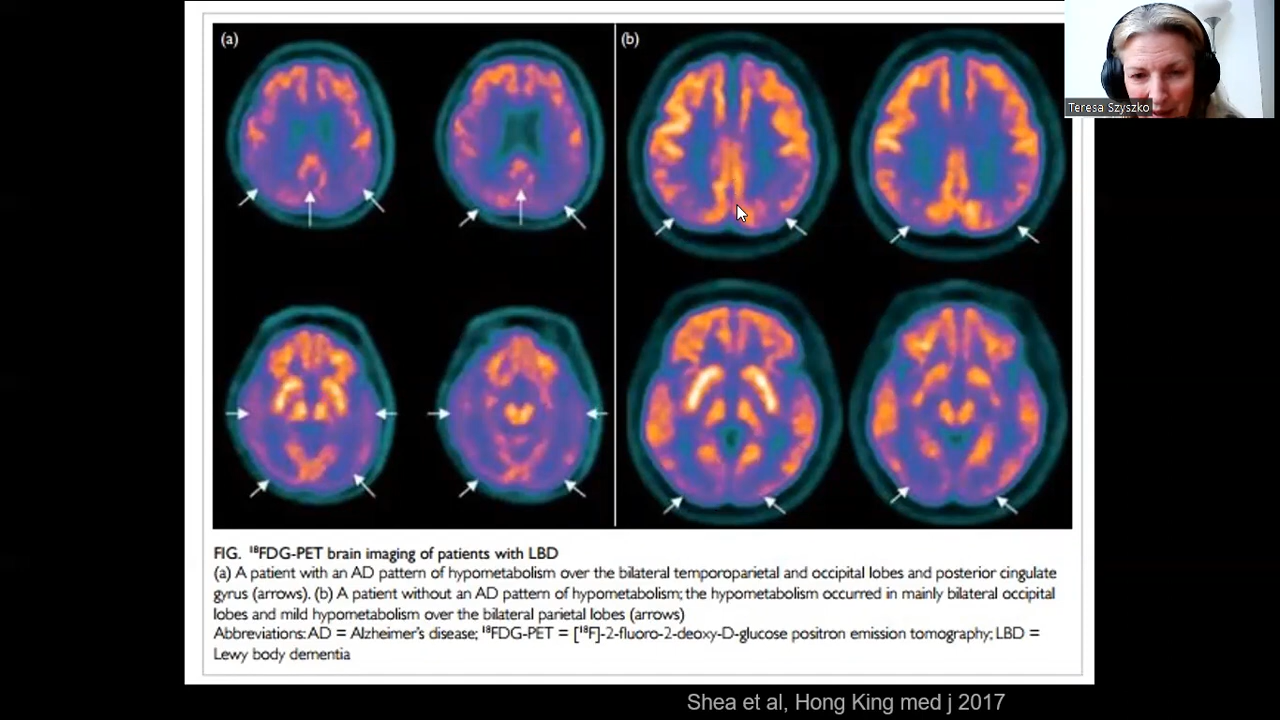 (a)
(b)
Teresa Szyszko
FIG. ¹⁸FDG-PET brain imaging of patients with LBD
(a) A patient with an AD pattern of hypometabolism over the bilateral temporoparietal and occipital lobes and posterior cingulate
gyrus (arrows). (b) A patient without an AD pattern of hypometabolism; the hypometabolism occurred in mainly bilateral occipital
lobes and mild hypometabolism over the bilateral parietal lobes (arrows)
Abbreviations: AD = Alzheimer's disease; ¹⁸FDG-PET = [¹⁸F]-2-fluoro-2-deoxy-D-glucose positron emission tomography; LBD =
Lewy body dementia
Shea et al, Hong King med j 2017